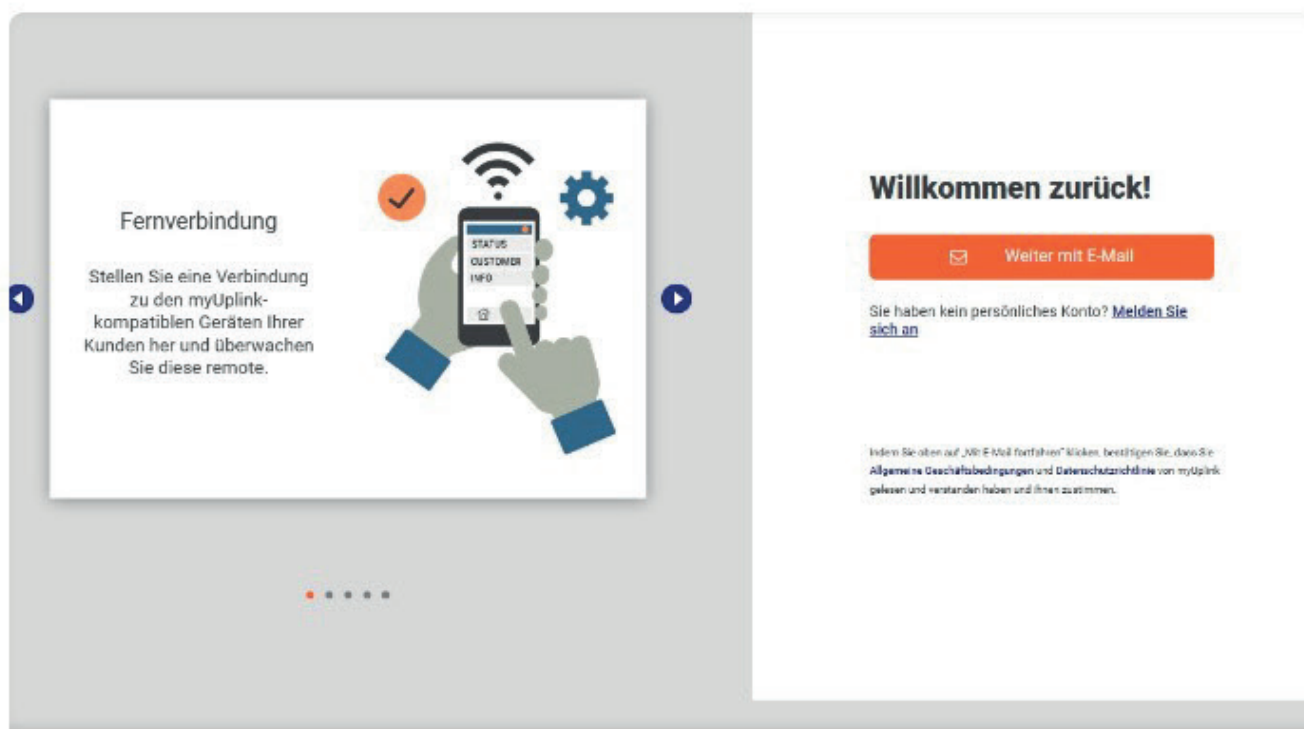 Fernverbindung
Stellen Sie eine Verbindung
zu den myUplink-
kompatiblen Geräten Ihrer
Kunden her und überwachen
Sie diese remote.
STATUS
CUSTOMER
INFO
Willkommen zurück!
Weiter mit E-Mail
Sie haben kein persönliches Konto? Melden Sie
sich an
Indem Sie oben auf „Mit E-Mail fortfahren“ klicken, bestätigen Sie, dass Sie
Allgemeine Geschäftsbedingungen und Datenschutzrichtlinie von myUplink
gelesen und verstanden haben und ihnen zustimmen.